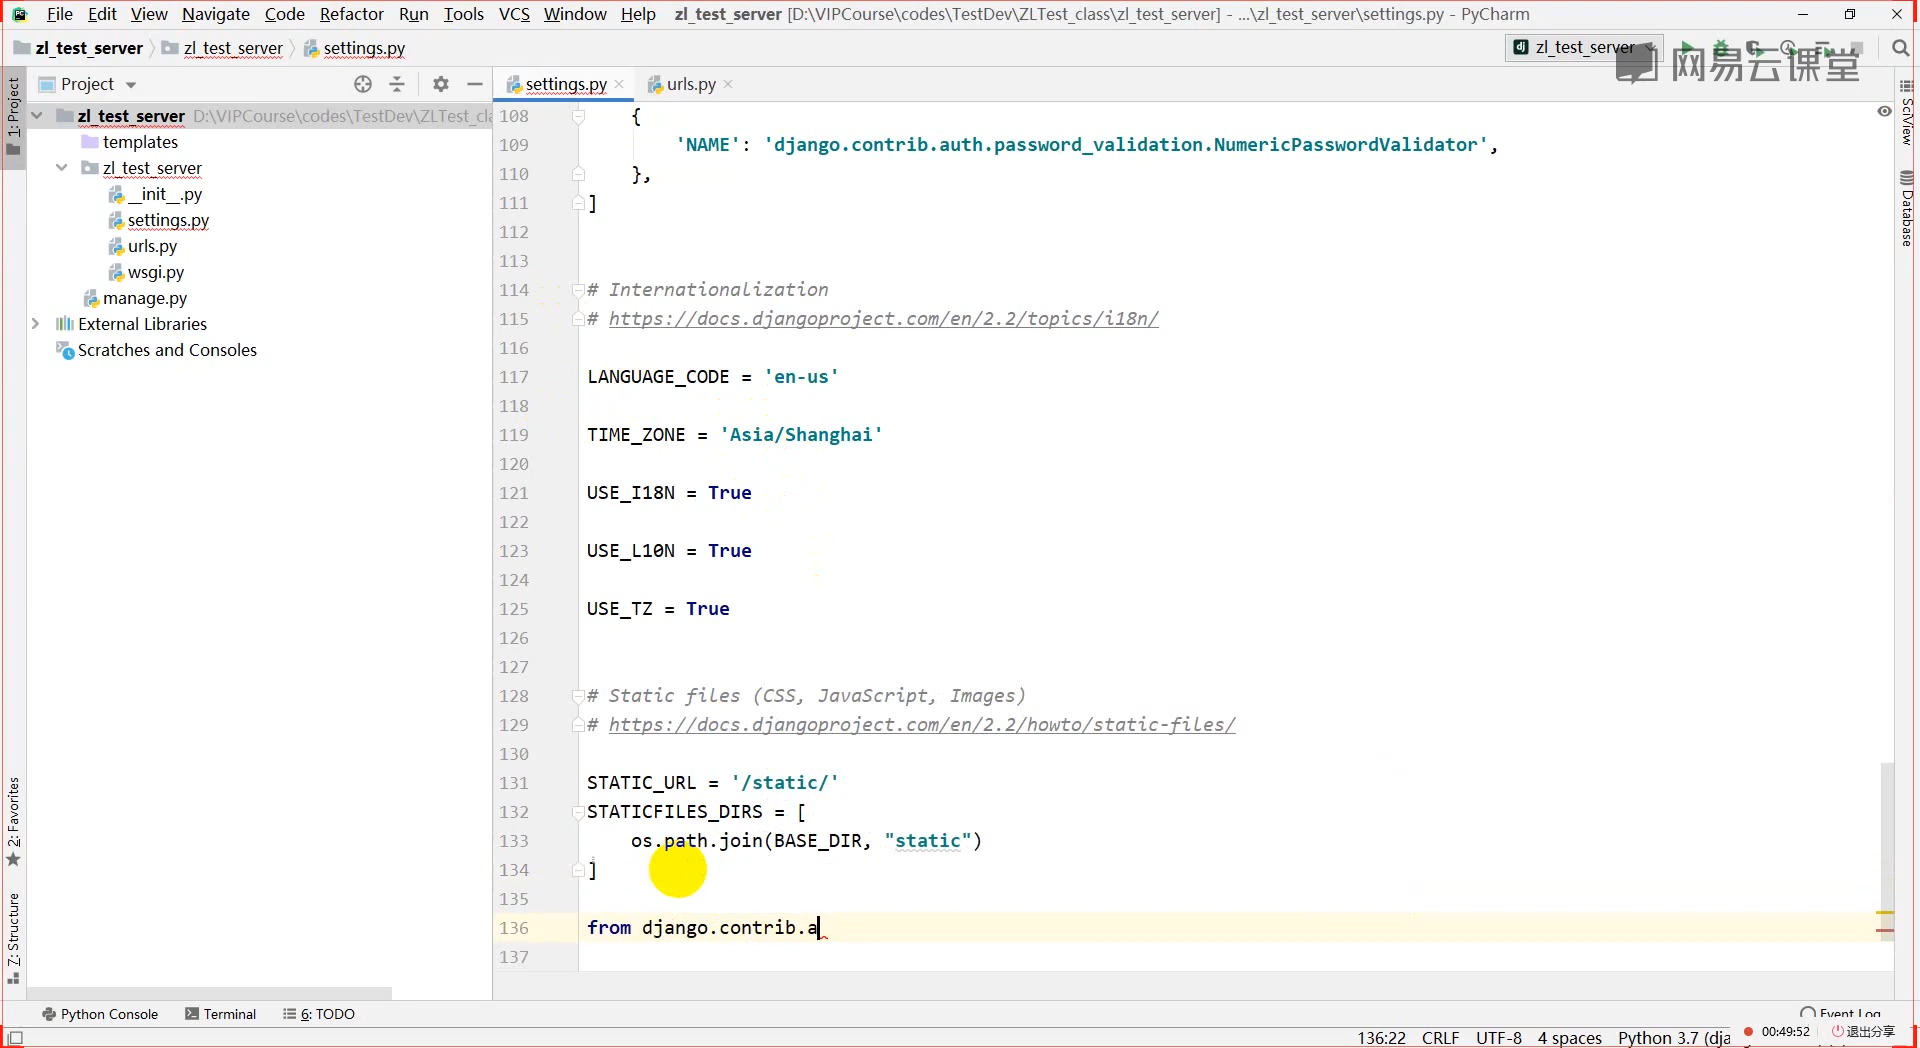 File Edit View Navigate Code Refactor Run Tools VCS Window Help zl_test_server [D:\VIPCourse\codes\TestDev\ZLTest_class\zl_test_server] - ...\zl_test_server\settings.py - PyCharm
zl_test_server zl_test_server settings.py zl_test_server
网易云课堂
1: Project
Project
settings.py
urls.py
SciView
Database
zl_test_server D:\VIPCourse\codes\TestDev\ZLTest_cla
templates
zl_test_server
__init__.py
settings.py
urls.py
wsgi.py
manage.py
External Libraries
Scratches and Consoles
2: Favorites
7: Structure
108 {
109 'NAME': 'django.contrib.auth.password_validation.NumericPasswordValidator',
110 },
111 ]
112
113
114 # Internationalization
115 # https://docs.djangoproject.com/en/2.2/topics/i18n/
116
117 LANGUAGE_CODE = 'en-us'
118
119 TIME_ZONE = 'Asia/Shanghai'
120
121 USE_I18N = True
122
123 USE_L10N = True
124
125 USE_TZ = True
126
127
128 # Static files (CSS, JavaScript, Images)
129 # https://docs.djangoproject.com/en/2.2/howto/static-files/
130
131 STATIC_URL = '/static/'
132 STATICFILES_DIRS = [
133 os.path.join(BASE_DIR, "static")
134 ]
135
136 from django.contrib.a
137
Python Console Terminal 6: TODO Event Log
136:22 CRLF UTF-8 4 spaces Python 3.7 (dja
00:49:52 退出分享